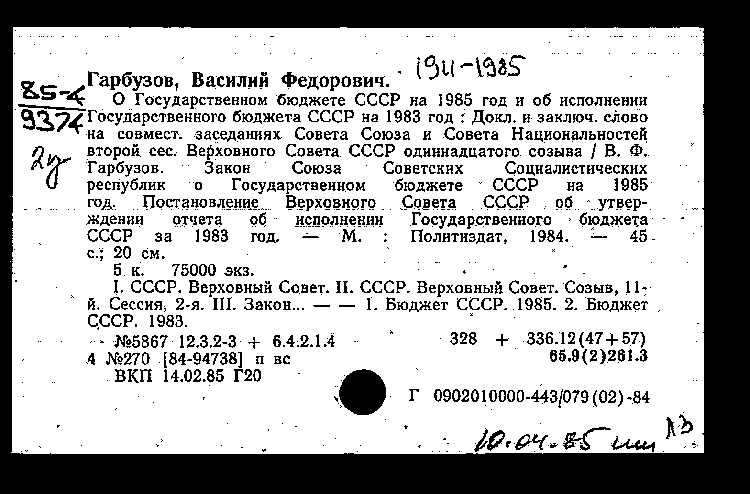 1911-1985
Гарбузов, Василий Федорович.
85-4
937
2 у
О Государственном бюджете СССР на 1985 год и об исполнении
Государственного бюджета СССР на 1983 год : Докл. и заключ. слово
на совмест. заседаниях Совета Союза и Совета Национальностей
второй сес. Верховного Совета СССР одиннадцатого созыва / В. Ф.
Гарбузов. Закон Союза Советских Социалистических
республик о Государственном бюджете СССР на 1985
год. Постановление Верховного Совета СССР об утвер-
ждении отчета об исполнении Государственного бюджета
СССР за 1983 год. — М. : Политиздат, 1984. — 45
с.; 20 см.
5 к. 75000 экз.
I. СССР. Верховный Совет. II. СССР. Верховный Совет. Созыв, 11-
й. Сессия, 2-я. III. Закон... — — 1. Бюджет СССР. 1985. 2. Бюджет
СССР. 1983.
№5867 12.3.2-3 + 6.4.2.1.4 328 + 336.12(47+57)
4 №270 [84-94738] п вс 65.9(2)261.3
ВКП 14.02.85 Г20
Г 0902010000-443/079(02)-84
10.04.85